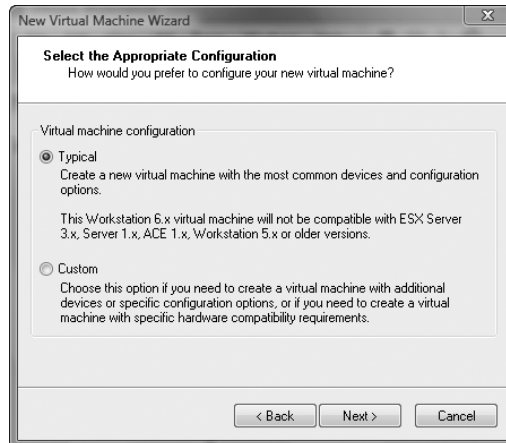 New Virtual Machine Wizard
Select the Appropriate Configuration
How would you prefer to configure your new virtual machine?
Virtual machine configuration
Typical
Create a new virtual machine with the most common devices and configuration
options.
This Workstation 6.x virtual machine will not be compatible with ESX Server
3.x, Server 1.x, ACE 1.x, Workstation 5.x or older versions.
Custom
Choose this option if you need to create a virtual machine with additional
devices or specific configuration options, or if you need to create a virtual
machine with specific hardware compatibility requirements.
< Back Next > Cancel